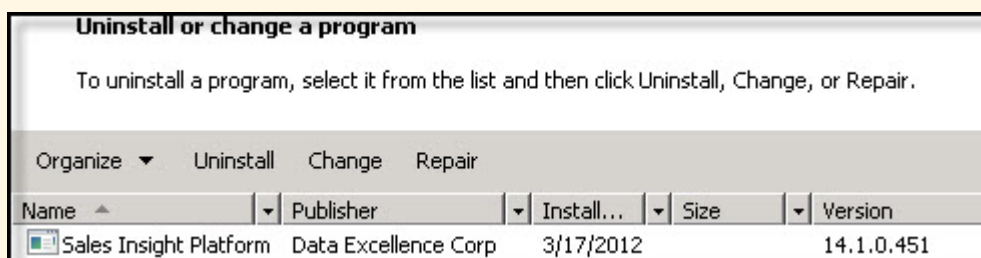 Uninstall or change a program
To uninstall a program, select it from the list and then click Uninstall, Change, or Repair.
Organize Uninstall Change Repair
Name Publisher Install... Size Version
Sales Insight Platform Data Excellence Corp 3/17/2012 14.1.0.451